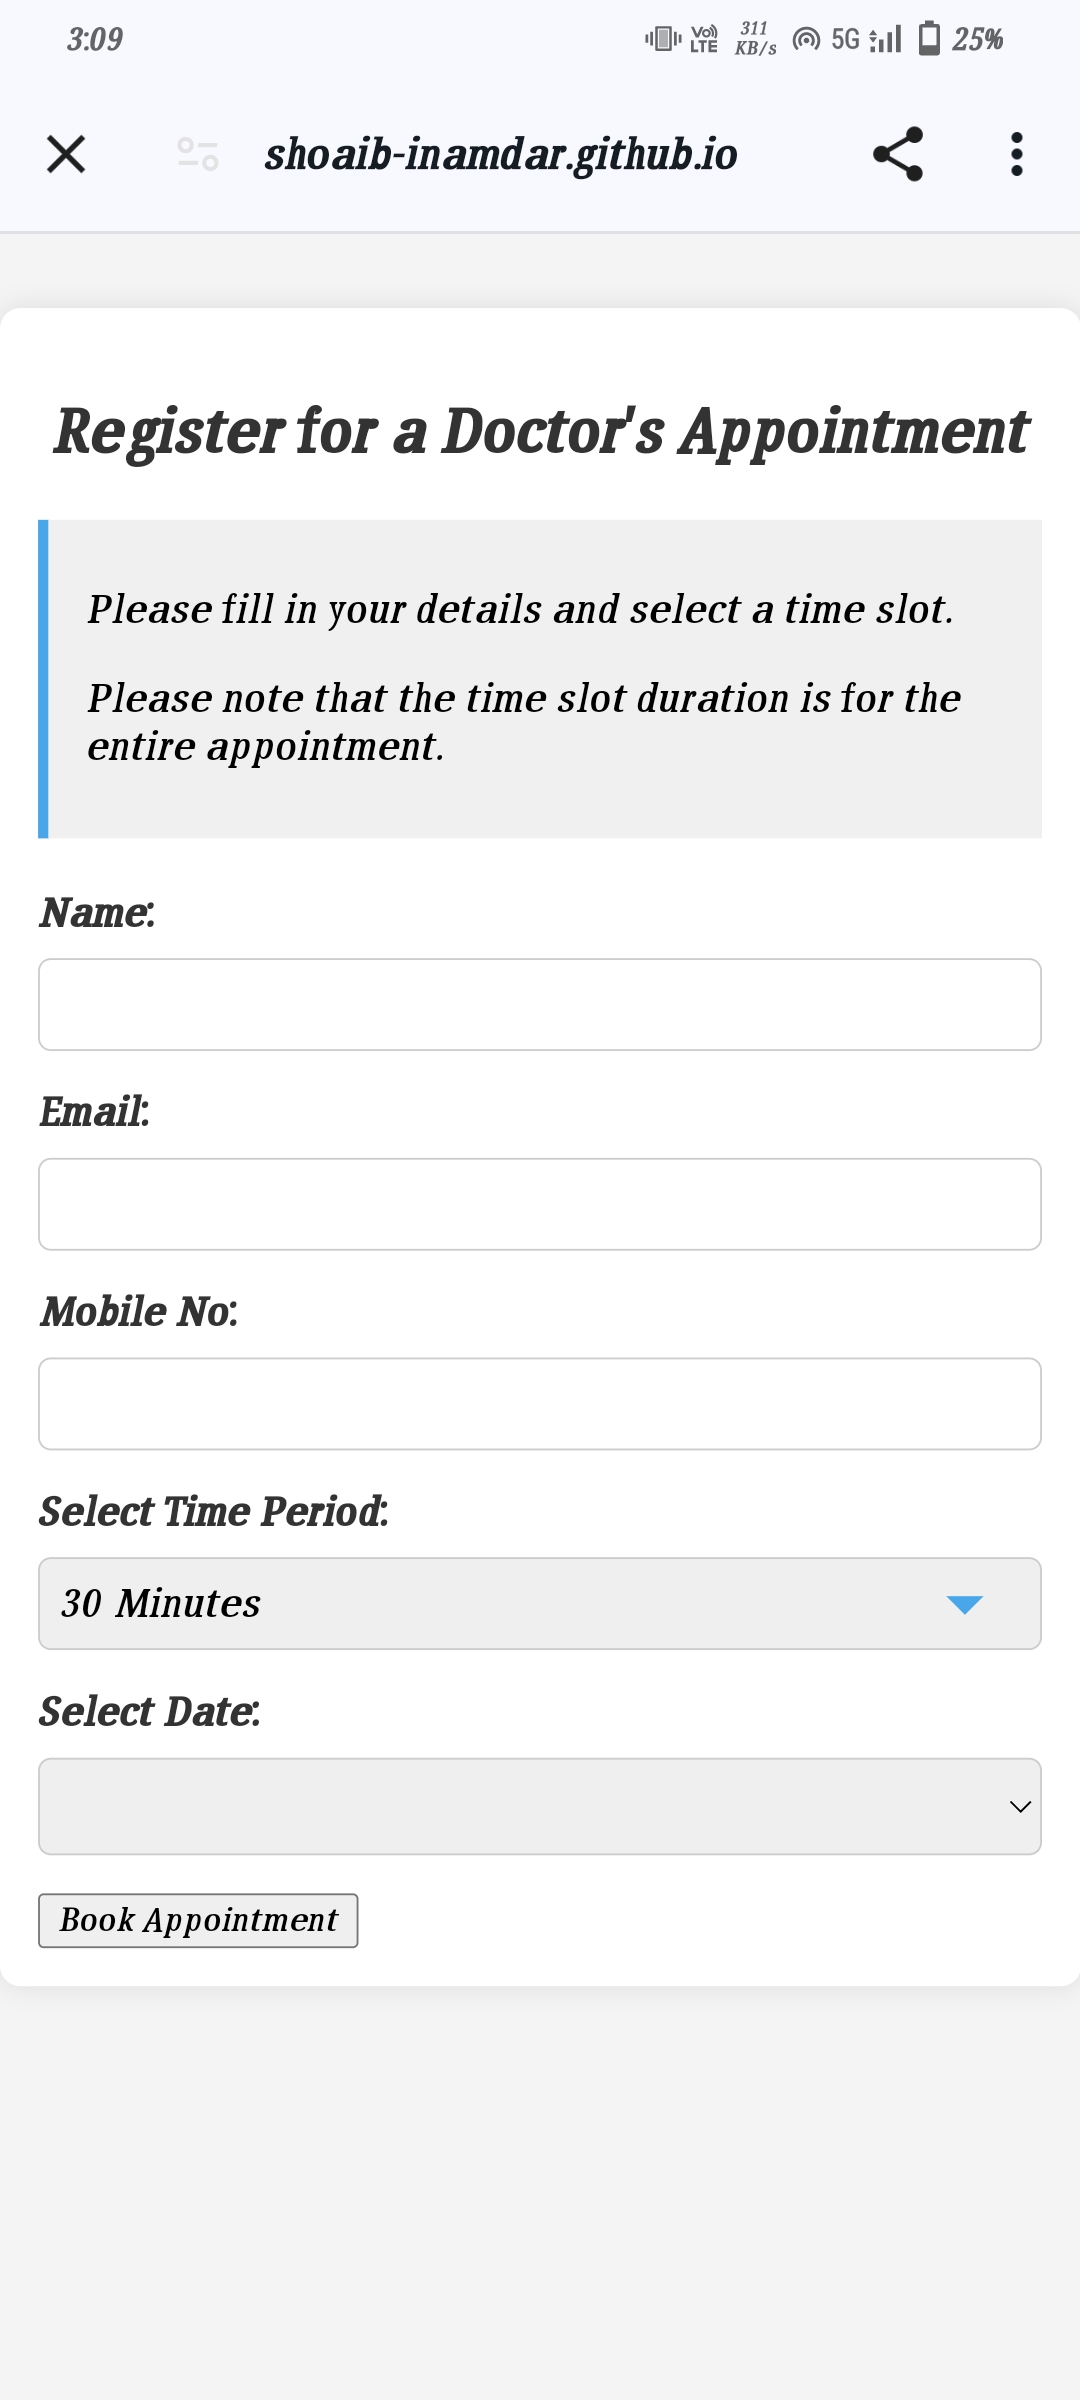 3:09
Vo) LTE
311 KB/s
5G
25%
shoaib-inamdar.github.io
Register for a Doctor's Appointment
Please fill in your details and select a time slot.
Please note that the time slot duration is for the
entire appointment.
Name:
Email:
Mobile No:
Select Time Period:
30 Minutes
Select Date:
Book Appointment